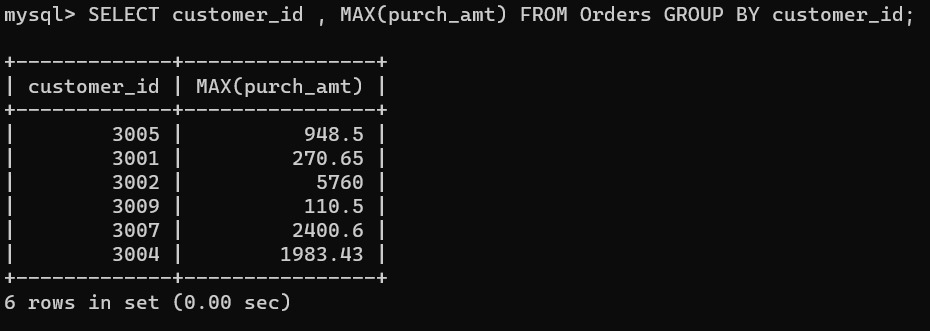 mysql> SELECT customer_id , MAX(purch_amt) FROM Orders GROUP BY customer_id;
+-------------+----------------+
| customer_id | MAX(purch_amt) |
+-------------+----------------+
|        3005 |          948.5 |
|        3001 |         270.65 |
|        3002 |           5760 |
|        3009 |          110.5 |
|        3007 |         2400.6 |
|        3004 |        1983.43 |
+-------------+----------------+
6 rows in set (0.00 sec)